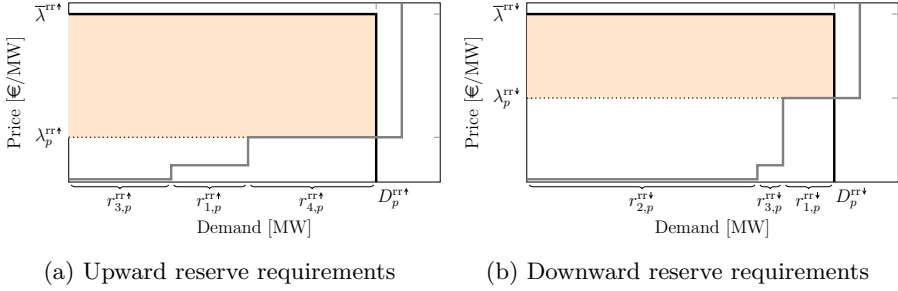 λ̅^rr↑
λ_p^rr↑
Price [€/MW]
r_{3,p}^rr↑ r_{1,p}^rr↑ r_{4,p}^rr↑ D_p^rr↑
Demand [MW]
(a) Upward reserve requirements
λ̅^rr↓
λ_p^rr↓
Price [€/MW]
r_{2,p}^rr↓ r_{3,p}^rr↓ r_{1,p}^rr↓ D_p^rr↓
Demand [MW]
(b) Downward reserve requirements